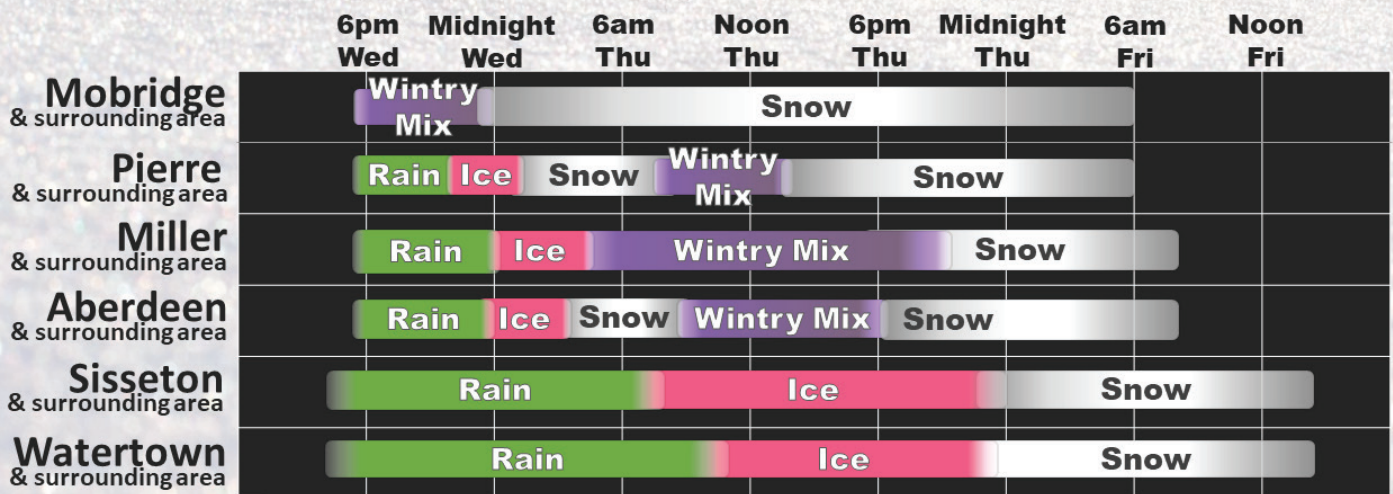 6pm Midnight 6am Noon 6pm Midnight 6am Noon
Wed Wed Thu Thu Thu Thu Fri Fri
Mobridge
& surrounding area
Wintry
Mix
Snow
Pierre
& surrounding area
Rain Ice Snow
Wintry
Mix
Snow
Miller
& surrounding area
Rain Ice Wintry Mix Snow
Aberdeen
& surrounding area
Rain Ice Snow Wintry Mix Snow
Sisseton
& surrounding area
Rain Ice Snow
Watertown
& surrounding area
Rain Ice Snow